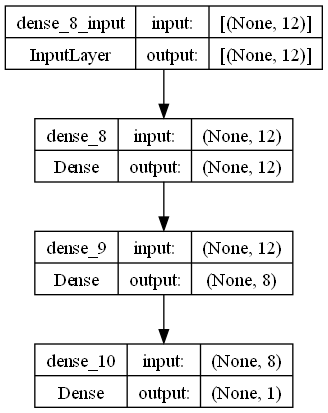 dense_8_input input: [(None, 12)]
InputLayer output: [(None, 12)]
dense_8 input: (None, 12)
Dense output: (None, 12)
dense_9 input: (None, 12)
Dense output: (None, 8)
dense_10 input: (None, 8)
Dense output: (None, 1)